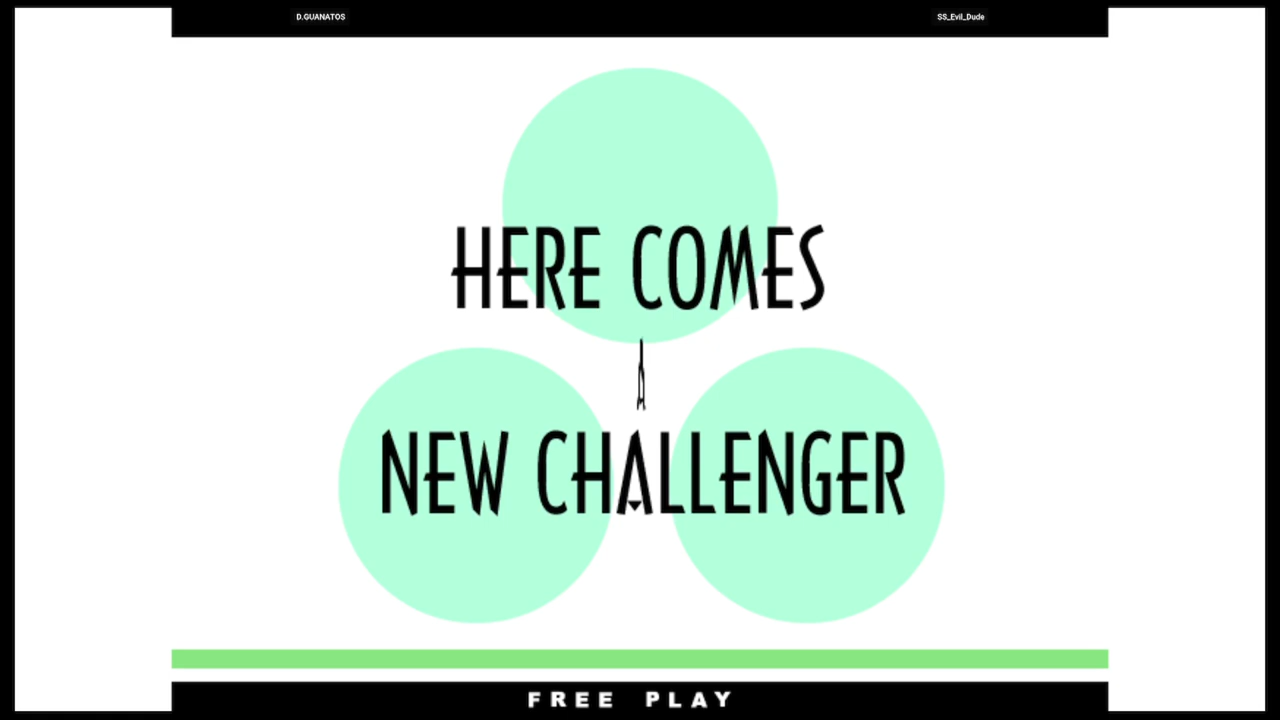 D.GUANATOS SS_Evil_Dude
HERE COMES
A
NEW CHALLENGER
FREE PLAY